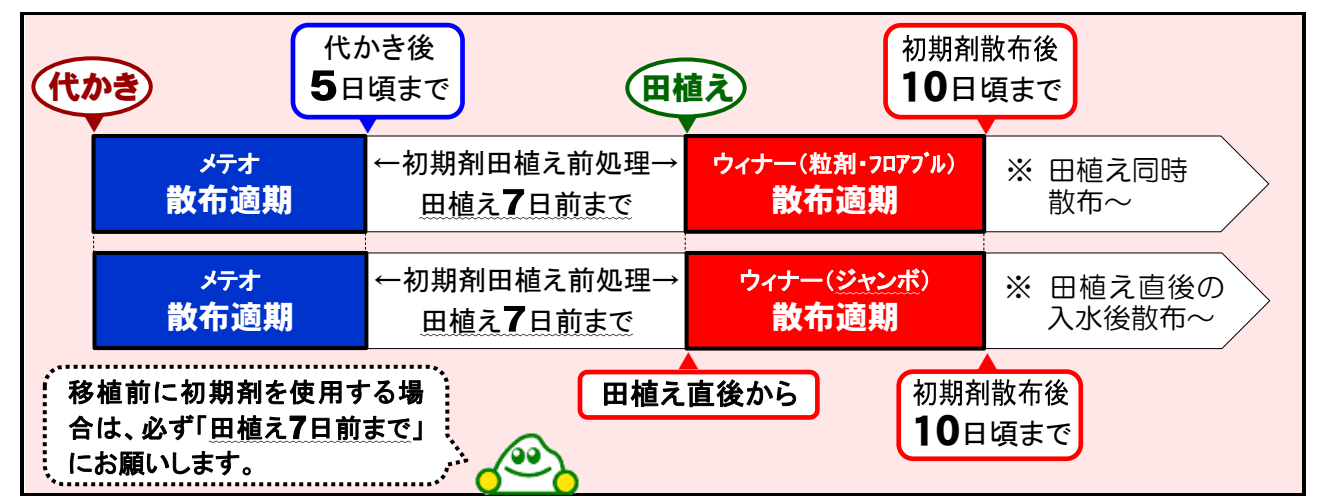 代かき
代かき後
5日頃まで
田植え
初期剤散布後
10日頃まで
メテオ
散布適期
←初期剤田植え前処理→
田植え7日前まで
ウィナー(粒剤・フロアブル)
散布適期
※ 田植え同時
散布～
メテオ
散布適期
←初期剤田植え前処理→
田植え7日前まで
ウィナー(ジャンボ)
散布適期
※ 田植え直後の
入水後散布～
移植前に初期剤を使用する場
合は、必ず「田植え7日前まで」
にお願いします。
田植え直後から
初期剤散布後
10日頃まで